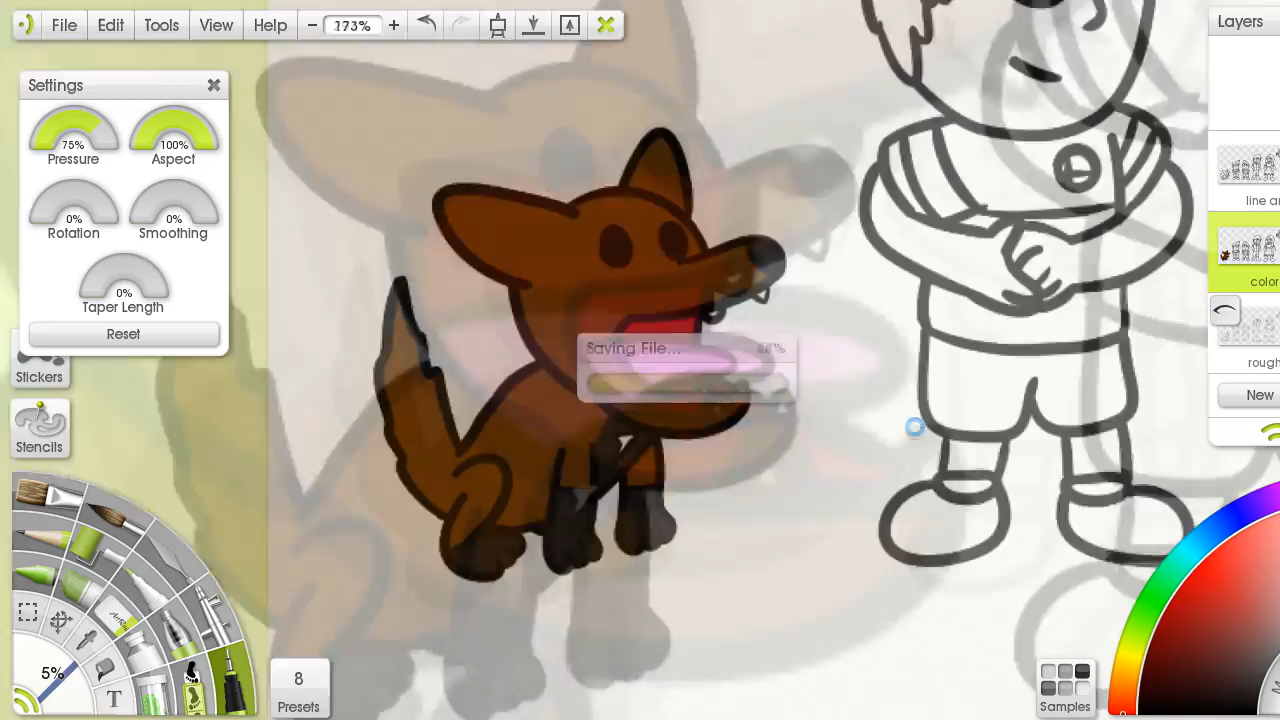 File Edit Tools View Help − 173% +
Layers
Settings
75% 100%
Pressure Aspect
0% 0%
Rotation Smoothing
0%
Taper Length
Reset
line ar
color
rough
New
Saving File...
Stickers
Stencils
5%
T
8
Presets
Samples